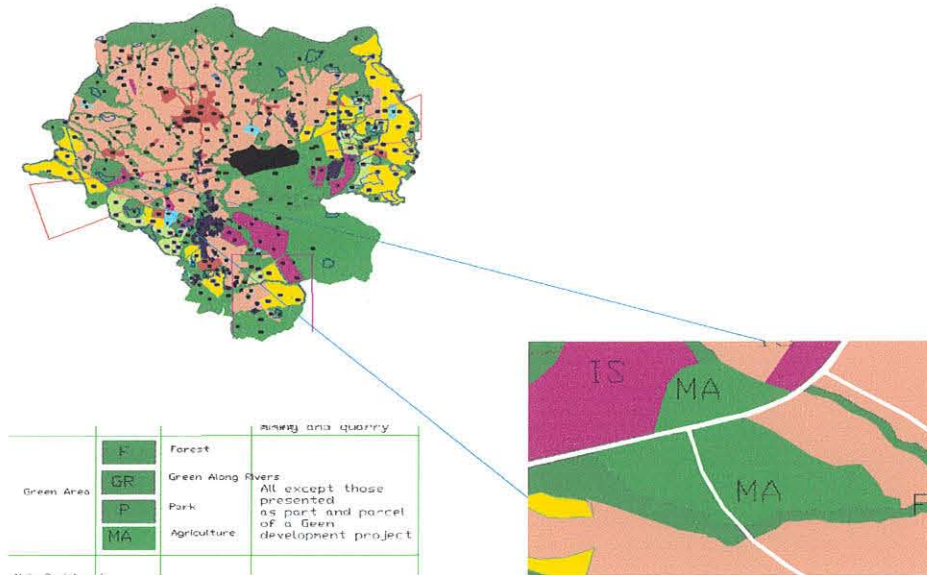 IS
MA
MA
F
mining and quarry
Green Area
F
Forest
GR
Green Along Rivers
P
Park
MA
Agriculture
All except those
presented
as part and parcel
of a Geen
development project